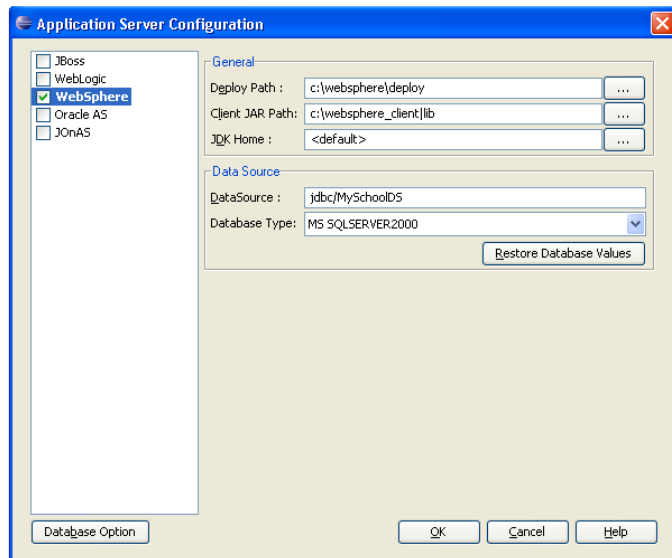 Application Server Configuration
JBoss
WebLogic
WebSphere
Oracle AS
JOnAS
General
Deploy Path :
c:\websphere\deploy
...
Client JAR Path:
c:\websphere_client|lib
...
JDK Home :
<default>
...
Data Source
DataSource :
jdbc/MySchoolDS
Database Type:
MS SQLSERVER2000
Restore Database Values
Database Option
OK
Cancel
Help